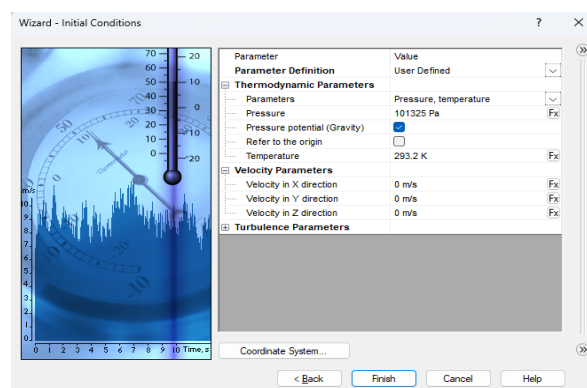 Wizard - Initial Conditions
?
Parameter Value
Parameter Definition User Defined
Thermodynamic Parameters
Parameters Pressure, temperature
Pressure 101325 Pa Fx
Pressure potential (Gravity)
Refer to the origin
Temperature 293.2 K Fx
Velocity Parameters
Velocity in X direction 0 m/s Fx
Velocity in Y direction 0 m/s Fx
Velocity in Z direction 0 m/s Fx
Turbulence Parameters
70 20
60
50 10
40
30 0
20
10
0 -20
Thermometer
m/s
10
9
8
7
6
5
4
3
2
1
0
0 1 2 3 4 5 6 7 8 9 10 Time, s
Coordinate System...
< Back Finish Cancel Help